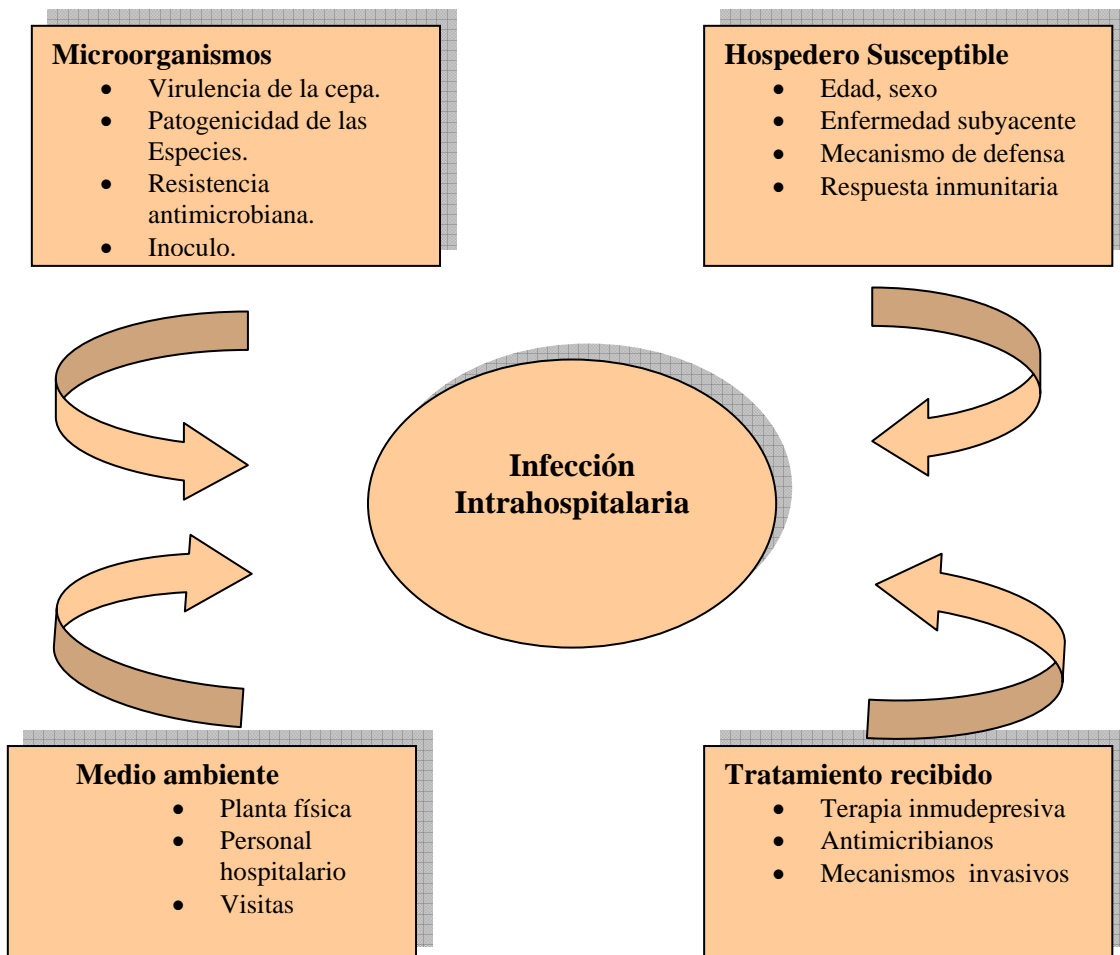 Microorganismos
• Virulencia de la cepa.
• Patogenicidad de las
Especies.
• Resistencia
antimicrobiana.
• Inoculo.
Hospedero Susceptible
• Edad, sexo
• Enfermedad subyacente
• Mecanismo de defensa
• Respuesta inmunitaria
Infección
Intrahospitalaria
Medio ambiente
• Planta física
• Personal
hospitalario
• Visitas
Tratamiento recibido
• Terapia inmudepresiva
• Antimicribianos
• Mecanismos invasivos